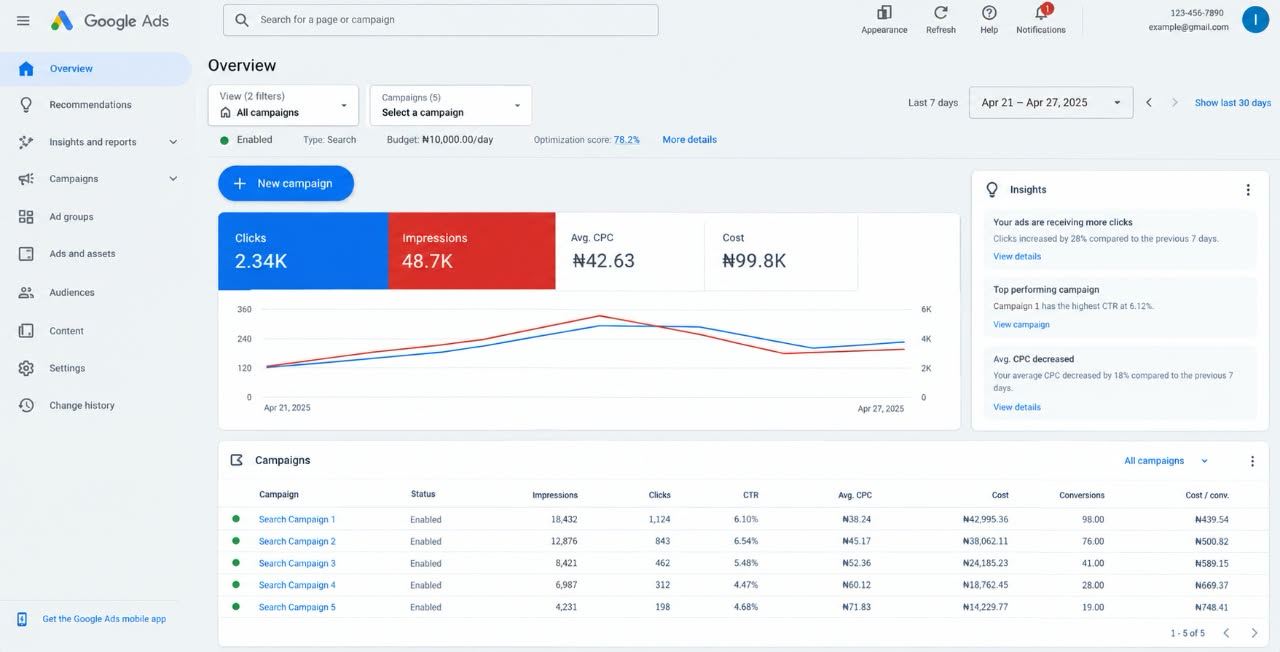 Google Ads
Search for a page or campaign
Appearance
Refresh
Help
1
Notifications
123-456-7890
example@gmail.com
I
Overview
Recommendations
Insights and reports
Campaigns
Ad groups
Ads and assets
Audiences
Content
Settings
Change history
Get the Google Ads mobile app
Overview
View (2 filters)
All campaigns
Campaigns (5)
Select a campaign
Last 7 days
Apr 21 – Apr 27, 2025
Show last 30 days
Enabled
Type: Search
Budget: ₦10,000.00/day
Optimization score: 78.2%
More details
New campaign
Clicks
2.34K
Impressions
48.7K
Avg. CPC
₦42.63
Cost
₦99.8K
360 6K
240 4K
120 2K
0 0
Apr 21, 2025 Apr 27, 2025
Insights
Your ads are receiving more clicks
Clicks increased by 28% compared to the previous 7 days.
View details
Top performing campaign
Campaign 1 has the highest CTR at 6.12%.
View campaign
Avg. CPC decreased
Your average CPC decreased by 18% compared to the previous 7
days.
View details
Campaigns
All campaigns
Campaign Status Impressions Clicks CTR Avg. CPC Cost Conversions Cost / conv.
Search Campaign 1 Enabled 18,432 1,124 6.10% ₦38.24 ₦42,995.36 98.00 ₦439.54
Search Campaign 2 Enabled 12,876 843 6.54% ₦45.17 ₦38,062.11 76.00 ₦500.82
Search Campaign 3 Enabled 8,421 462 5.48% ₦52.36 ₦24,185.23 41.00 ₦589.15
Search Campaign 4 Enabled 6,987 312 4.47% ₦60.12 ₦18,762.45 28.00 ₦669.37
Search Campaign 5 Enabled 4,231 198 4.68% ₦71.83 ₦14,229.77 19.00 ₦748.41
1 - 5 of 5